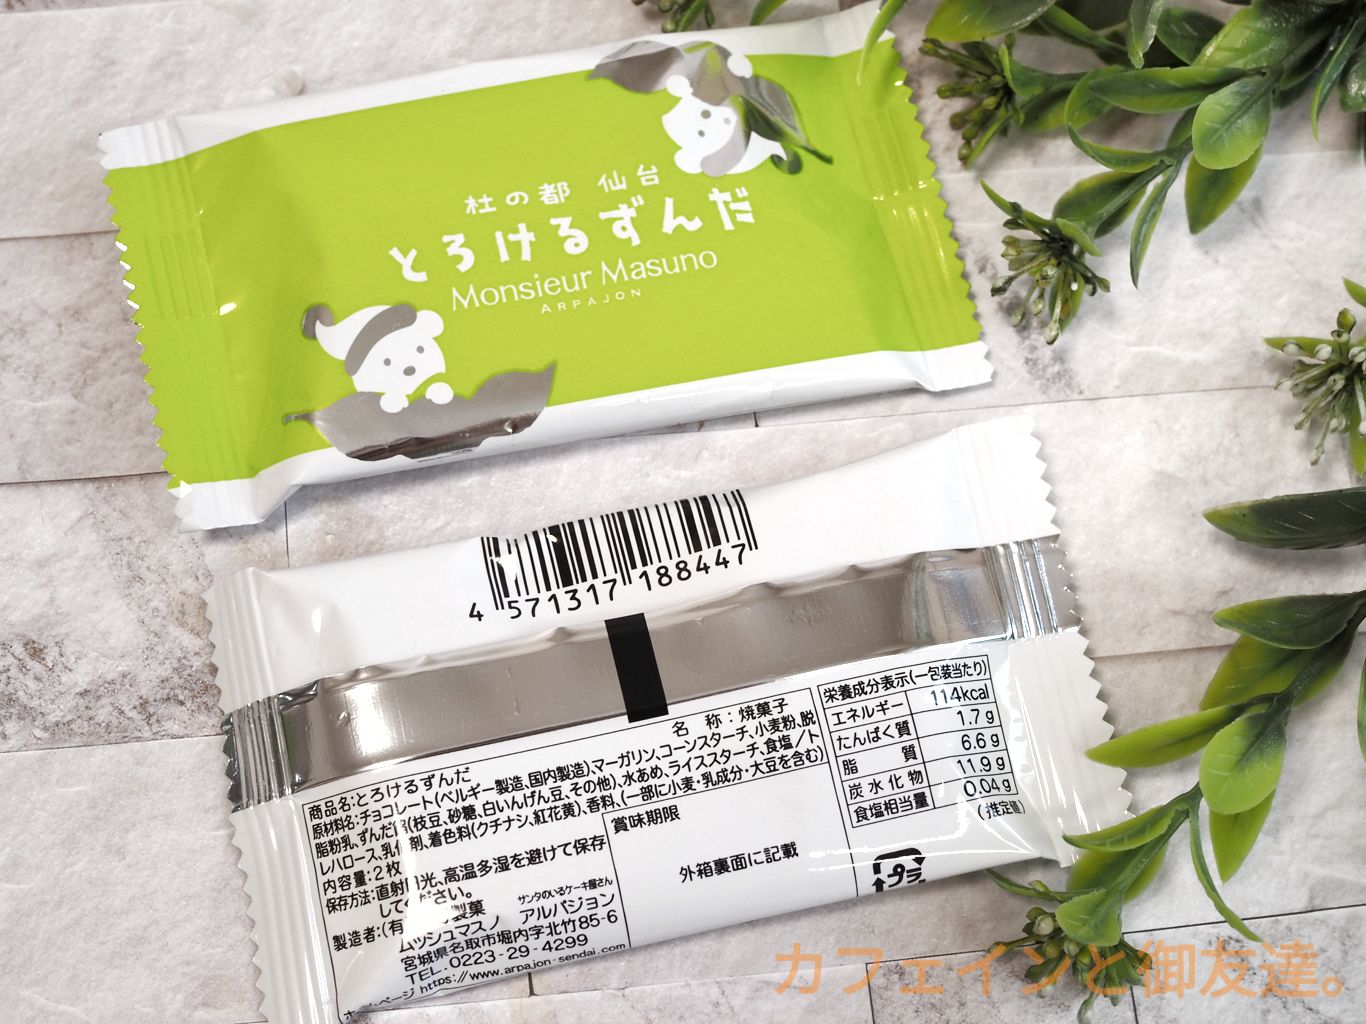 杜の都 仙台
とろけるずんだ
Monsieur Masuno
ARPAJON
4 571317 188447
名 称：焼菓子
商品名：とろけるずんだ
原材料名：チョコレート(ベルギー製造、国内製造)、マーガリン、コーンスターチ、小麦粉、脱
脂粉乳、ずんだ(枝豆、砂糖、白いんげん豆、その他)、水あめ、ライススターチ、食塩／ト
レハロース、乳剤、着色料(クチナシ、紅花黄)、香料、(一部に小麦・乳成分・大豆を含む)
内容量：2枚
保存方法：直射日光、高温多湿を避けて保存
してください。
製造者：(有製菓
サンタのいるケーキ屋さん
ムッシュマスノ アルパジョン
宮城県名取市堀内字北竹85-6
TEL.0223-29-4299
ホームページ https://www.arpajon-sendai.com
賞味期限
外箱裏面に記載
栄養成分表示(一包装当たり)
エネルギー 114kcal
たんぱく質 1.7g
脂質 6.6g
炭水化物 11.9g
食塩相当量 0.04g
(推定値)
プラ
カフェインと御友達。